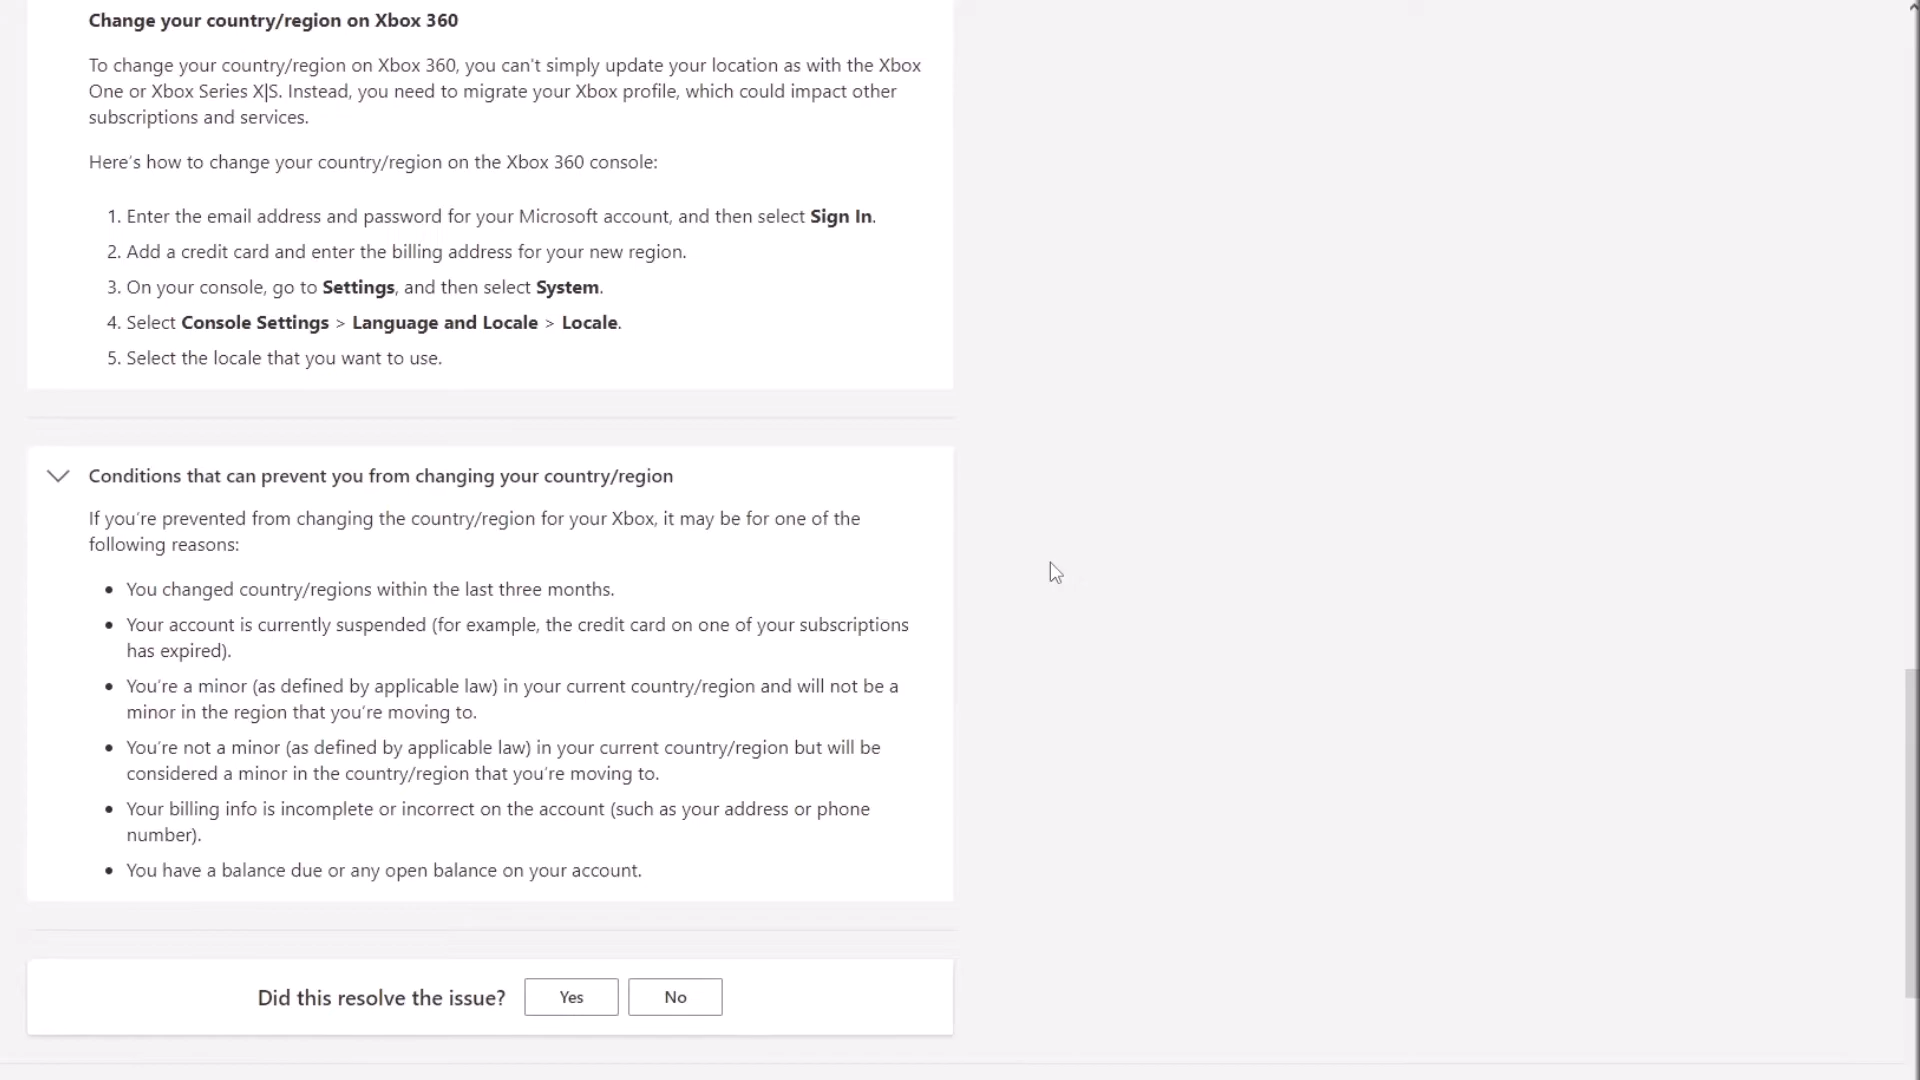 Change your country/region on Xbox 360
To change your country/region on Xbox 360, you can't simply update your location as with the Xbox
One or Xbox Series X|S. Instead, you need to migrate your Xbox profile, which could impact other
subscriptions and services.
Here's how to change your country/region on the Xbox 360 console:
1. Enter the email address and password for your Microsoft account, and then select Sign In.
2. Add a credit card and enter the billing address for your new region.
3. On your console, go to Settings, and then select System.
4. Select Console Settings > Language and Locale > Locale.
5. Select the locale that you want to use.
Conditions that can prevent you from changing your country/region
If you're prevented from changing the country/region for your Xbox, it may be for one of the
following reasons:
• You changed country/regions within the last three months.
• Your account is currently suspended (for example, the credit card on one of your subscriptions
has expired).
• You're a minor (as defined by applicable law) in your current country/region and will not be a
minor in the region that you're moving to.
• You're not a minor (as defined by applicable law) in your current country/region but will be
considered a minor in the country/region that you're moving to.
• Your billing info is incomplete or incorrect on the account (such as your address or phone
number).
• You have a balance due or any open balance on your account.
Did this resolve the issue? Yes No